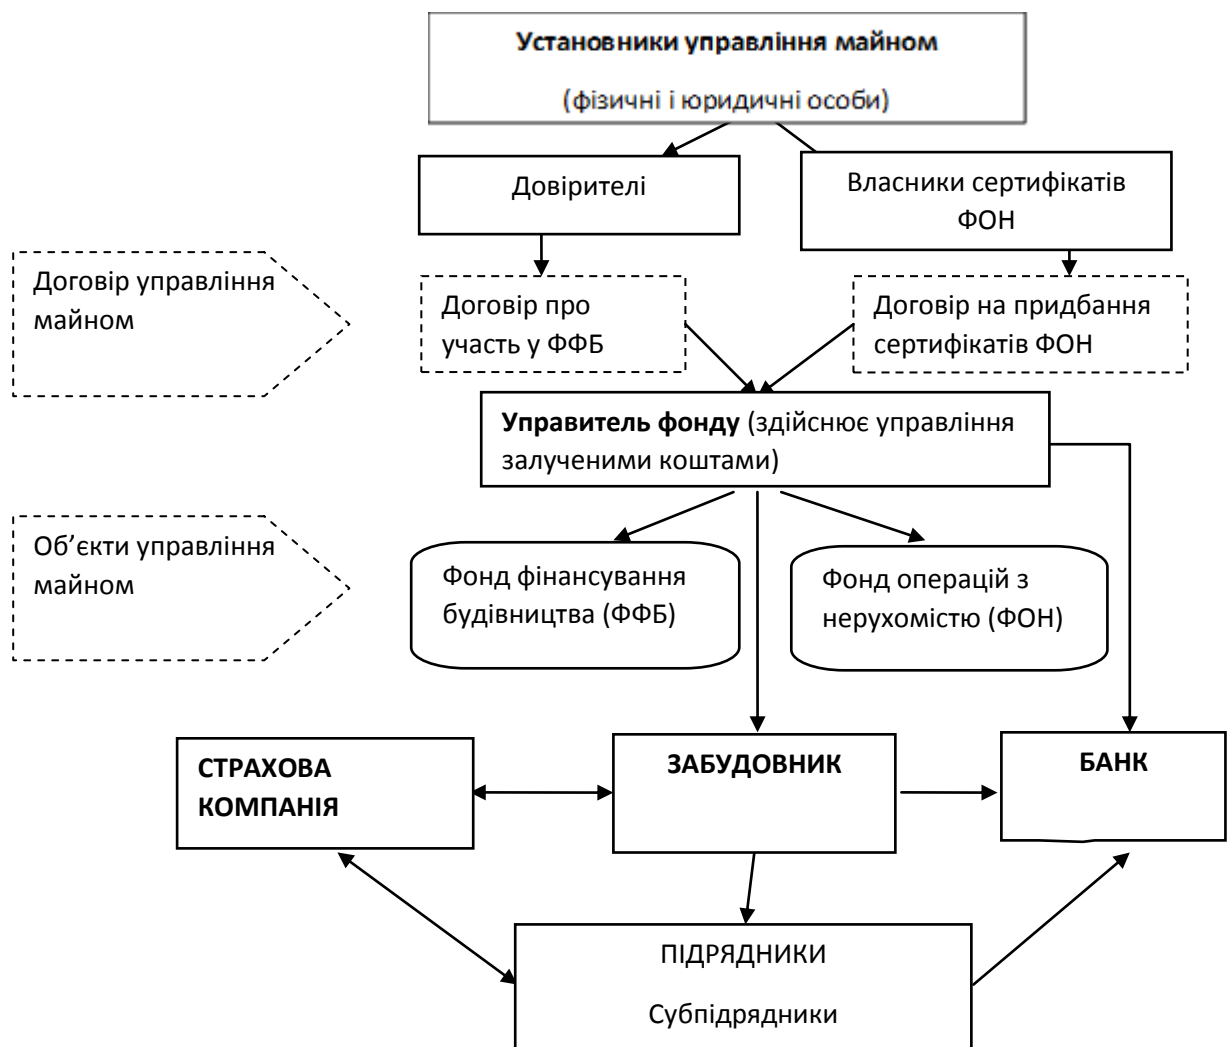 Установники управління майном
(фізичні і юридичні особи)
Довірителі
Власники сертифікатів
ФОН
Договір управління
майном
Договір про
участь у ФФБ
Договір на придбання
сертифікатів ФОН
Управитель фонду (здійснює управління
залученими коштами)
Об’єкти управління
майном
Фонд фінансування
будівництва (ФФБ)
Фонд операцій з
нерухомістю (ФОН)
СТРАХОВА
КОМПАНІЯ
ЗАБУДОВНИК
БАНК
ПІДРЯДНИКИ
Субпідрядники